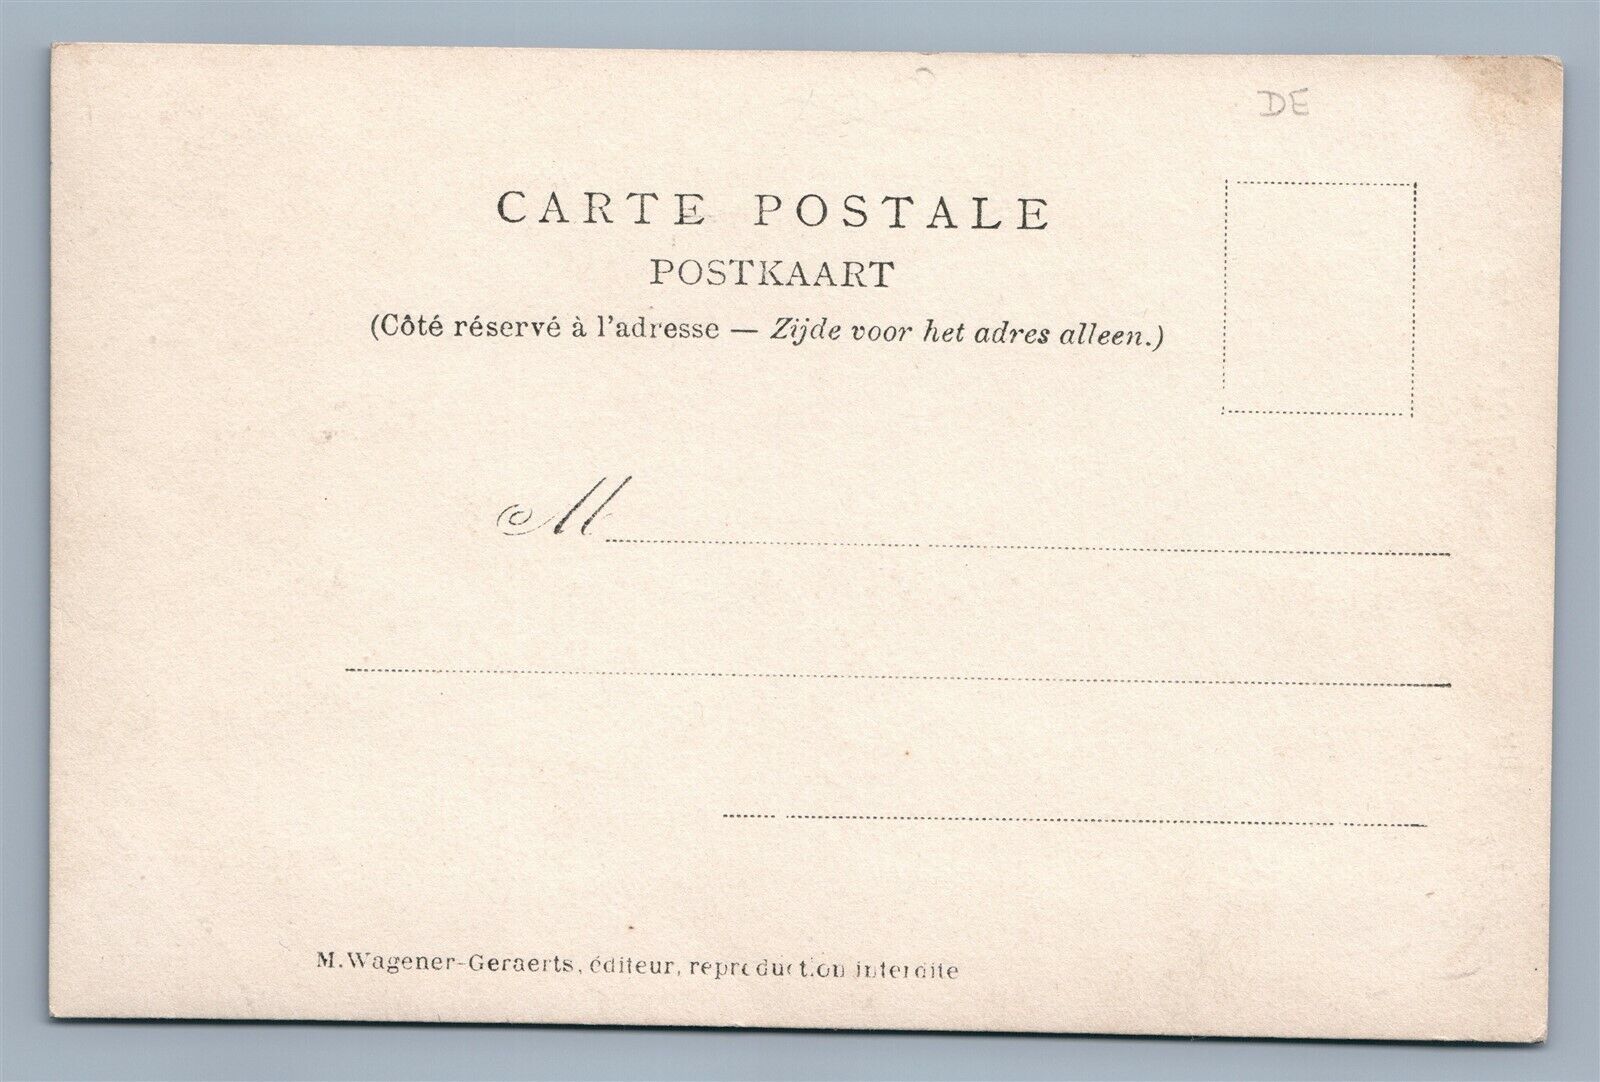 DE
CARTE POSTALE
POSTKAART
(Côté réservé à l'adresse — Zijde voor het adres alleen.)
M
M. Wagener-Geraerts, éditeur, reproduction interdite